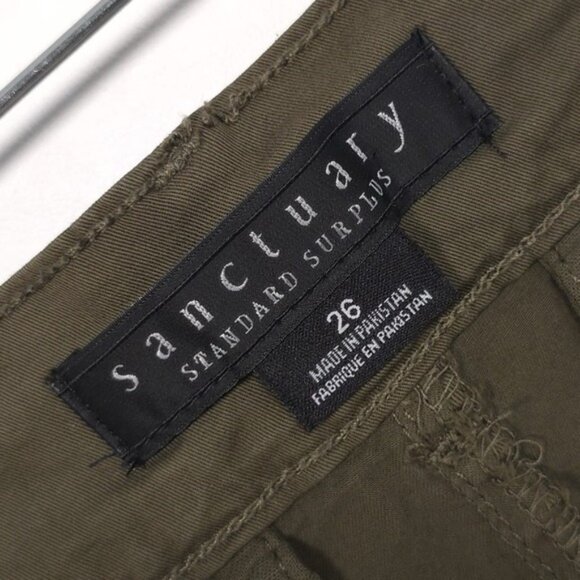 sanctuary
STANDARD SURPLUS
26
MADE IN PAKISTAN
FABRIQUE EN PAKISTAN